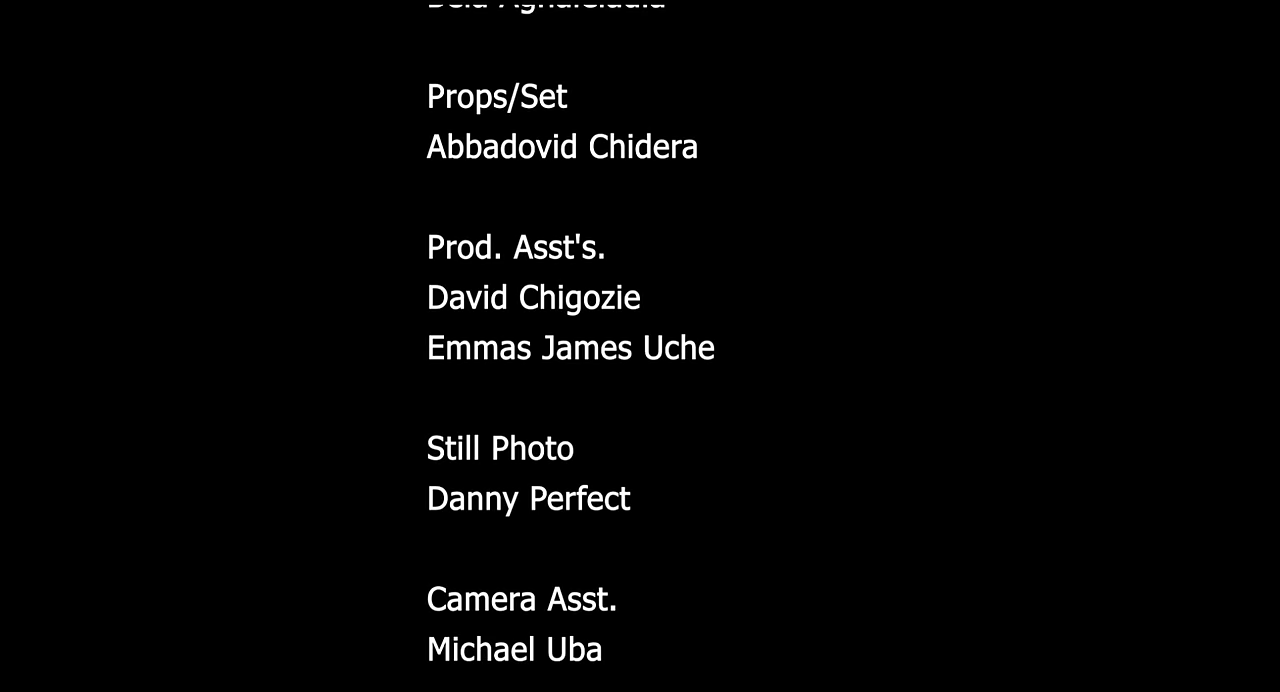 Props/Set
Abbadovid Chidera
Prod. Asst's.
David Chigozie
Emmas James Uche
Still Photo
Danny Perfect
Camera Asst.
Michael Uba